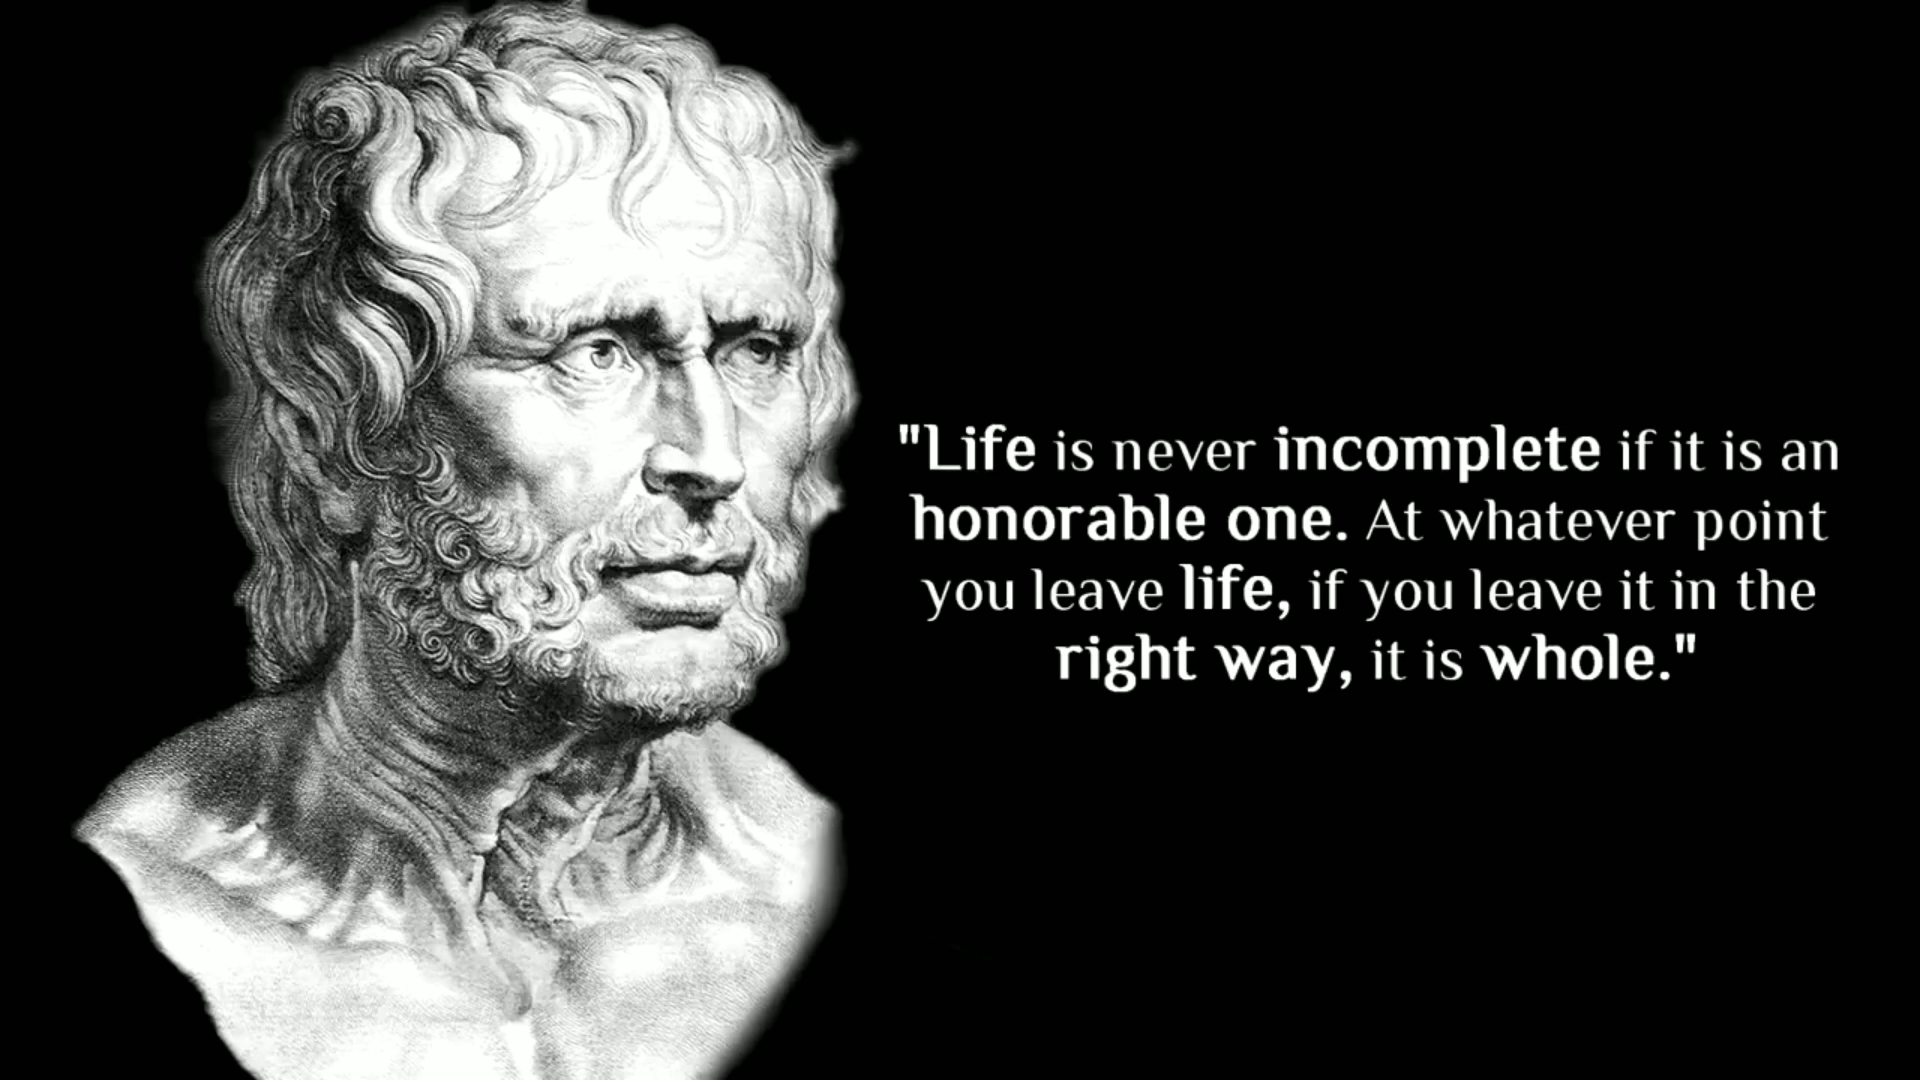 "Life is never incomplete if it is an
honorable one. At whatever point
you leave life, if you leave it in the
right way, it is whole."